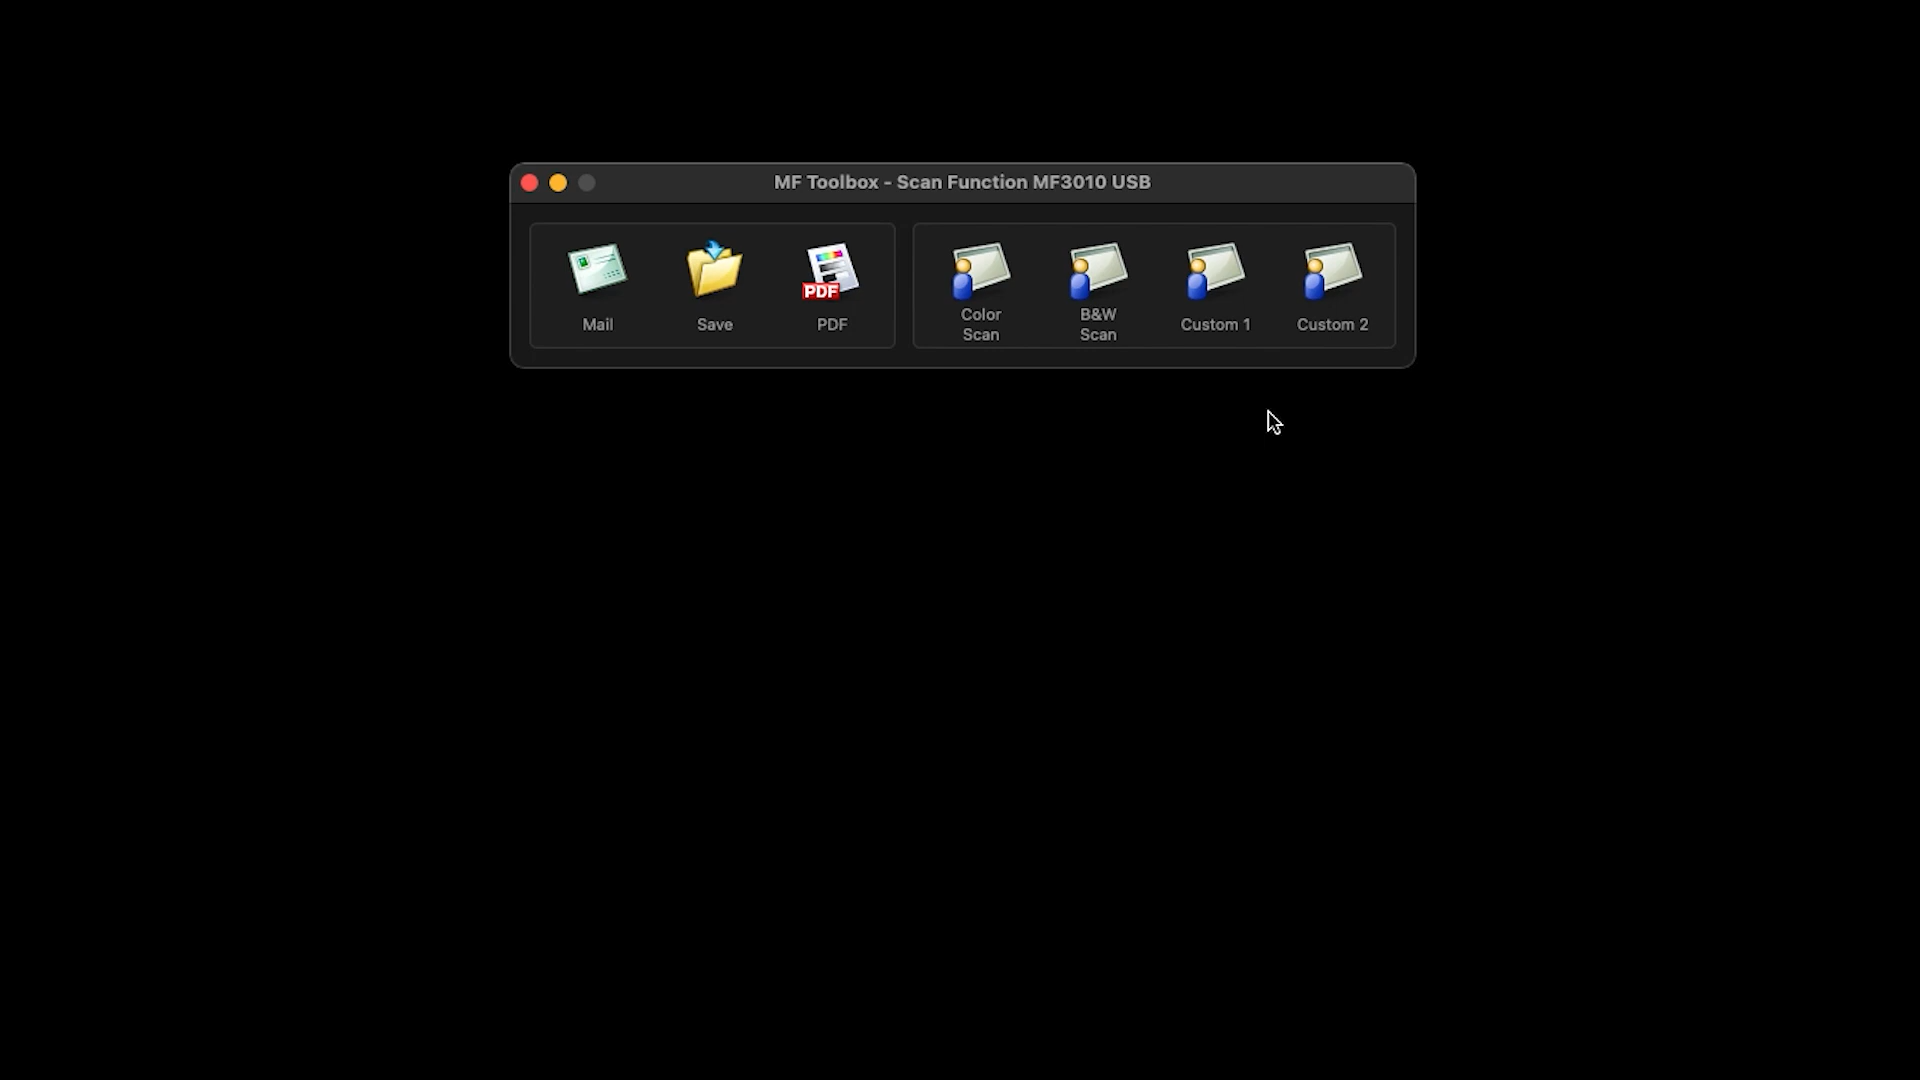 MF Toolbox - Scan Function MF3010 USB
Mail
Save
PDF
PDF
Color
Scan
B&W
Scan
Custom 1
Custom 2